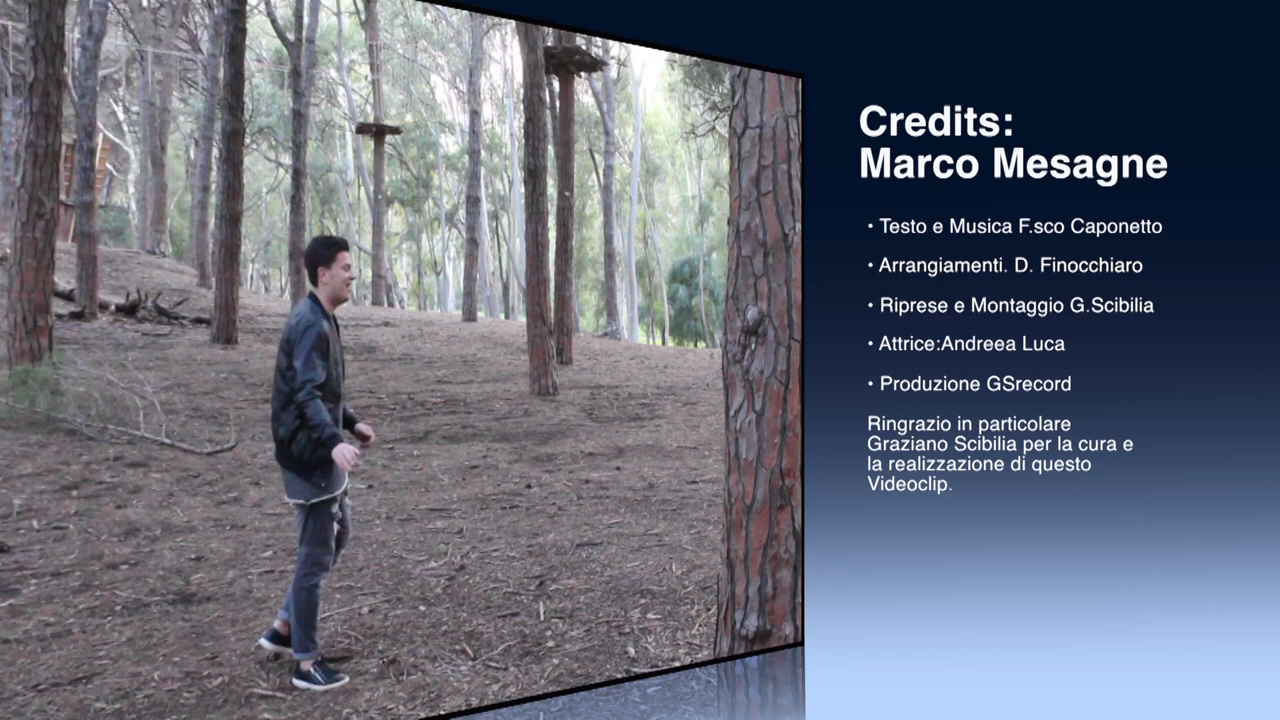 Credits:
Marco Mesagne
• Testo e Musica F.sco Caponetto
• Arrangiamenti. D. Finocchiaro
• Riprese e Montaggio G.Scibilia
• Attrice:Andreea Luca
• Produzione GSrecord
Ringrazio in particolare
Graziano Scibilia per la cura e
la realizzazione di questo
Videoclip.